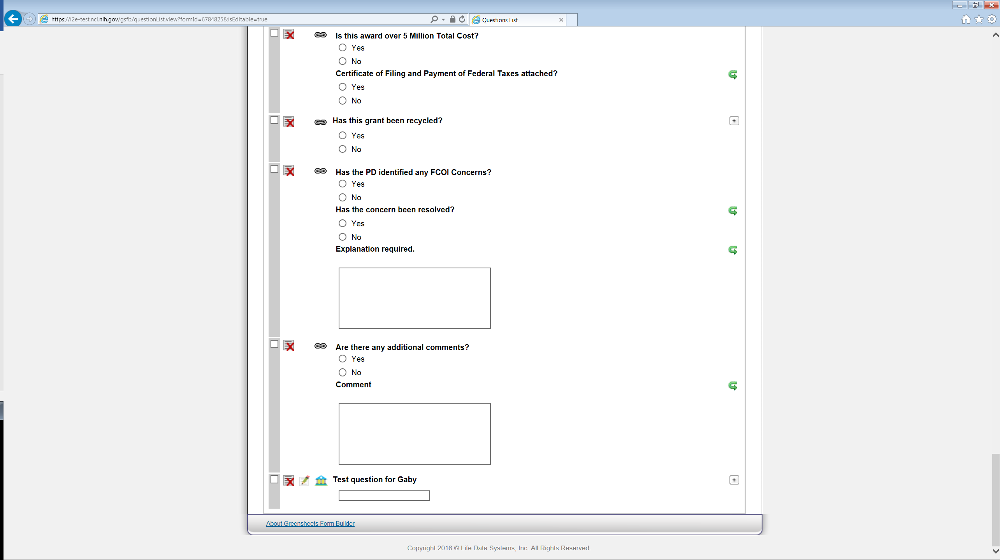 https://i2e-test.nci.nih.gov/gsfb/questionList.view?formId=6784825&isEditable=true
Questions List
Is this award over 5 Million Total Cost?
Yes
No
Certificate of Filing and Payment of Federal Taxes attached?
Yes
No
Has this grant been recycled?
Yes
No
Has the PD identified any FCOI Concerns?
Yes
No
Has the concern been resolved?
Yes
No
Explanation required.
Are there any additional comments?
Yes
No
Comment
Test question for Gaby
About Greensheets Form Builder
Copyright 2016 © Life Data Systems, Inc. All Rights Reserved.